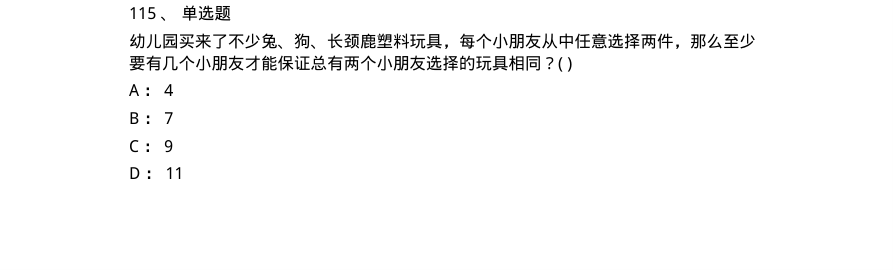 115 、 单选题
幼儿园买来了不少兔、狗、长颈鹿塑料玩具，每个小朋友从中任意选择两件，那么至少
要有几个小朋友才能保证总有两个小朋友选择的玩具相同？( )
A： 4
B： 7
C： 9
D： 11